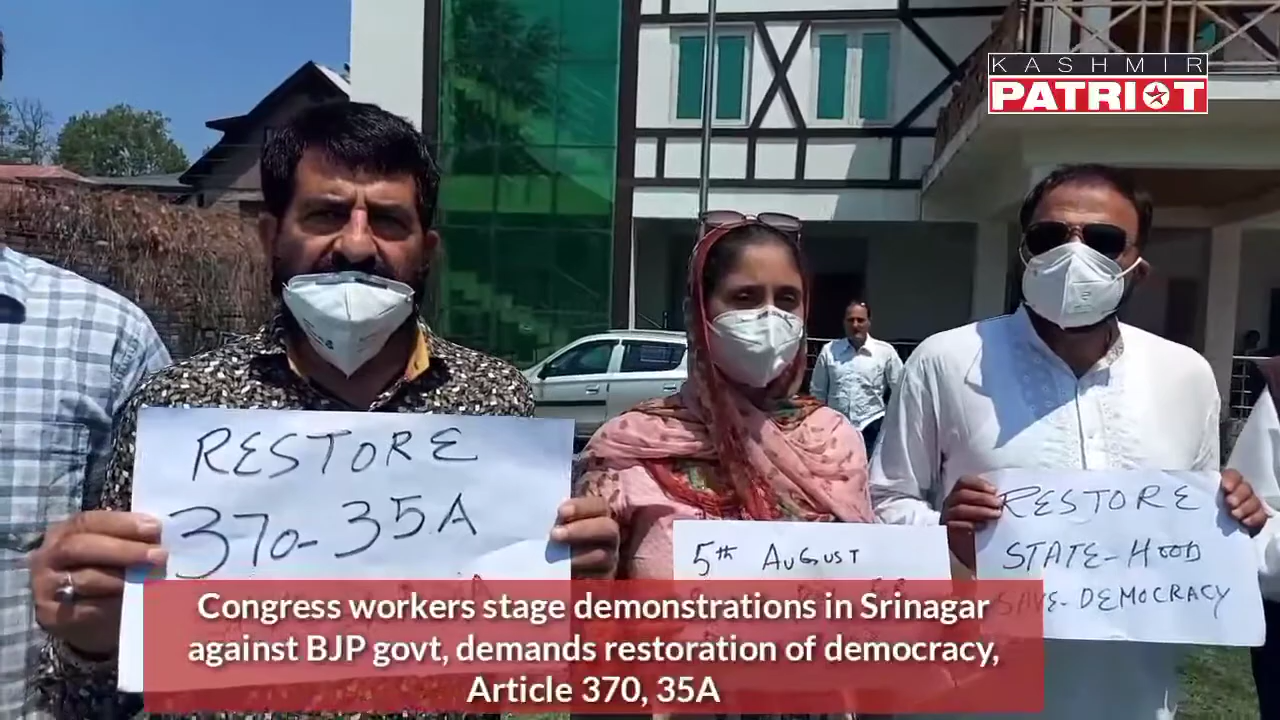 KASHMIR
PATRIOT
RESTORE
370-35A
5th AUGUST
RESTORE
STATE-HOOD
SAVE-DEMOCRACY
Congress workers stage demonstrations in Srinagar
against BJP govt, demands restoration of democracy,
Article 370, 35A